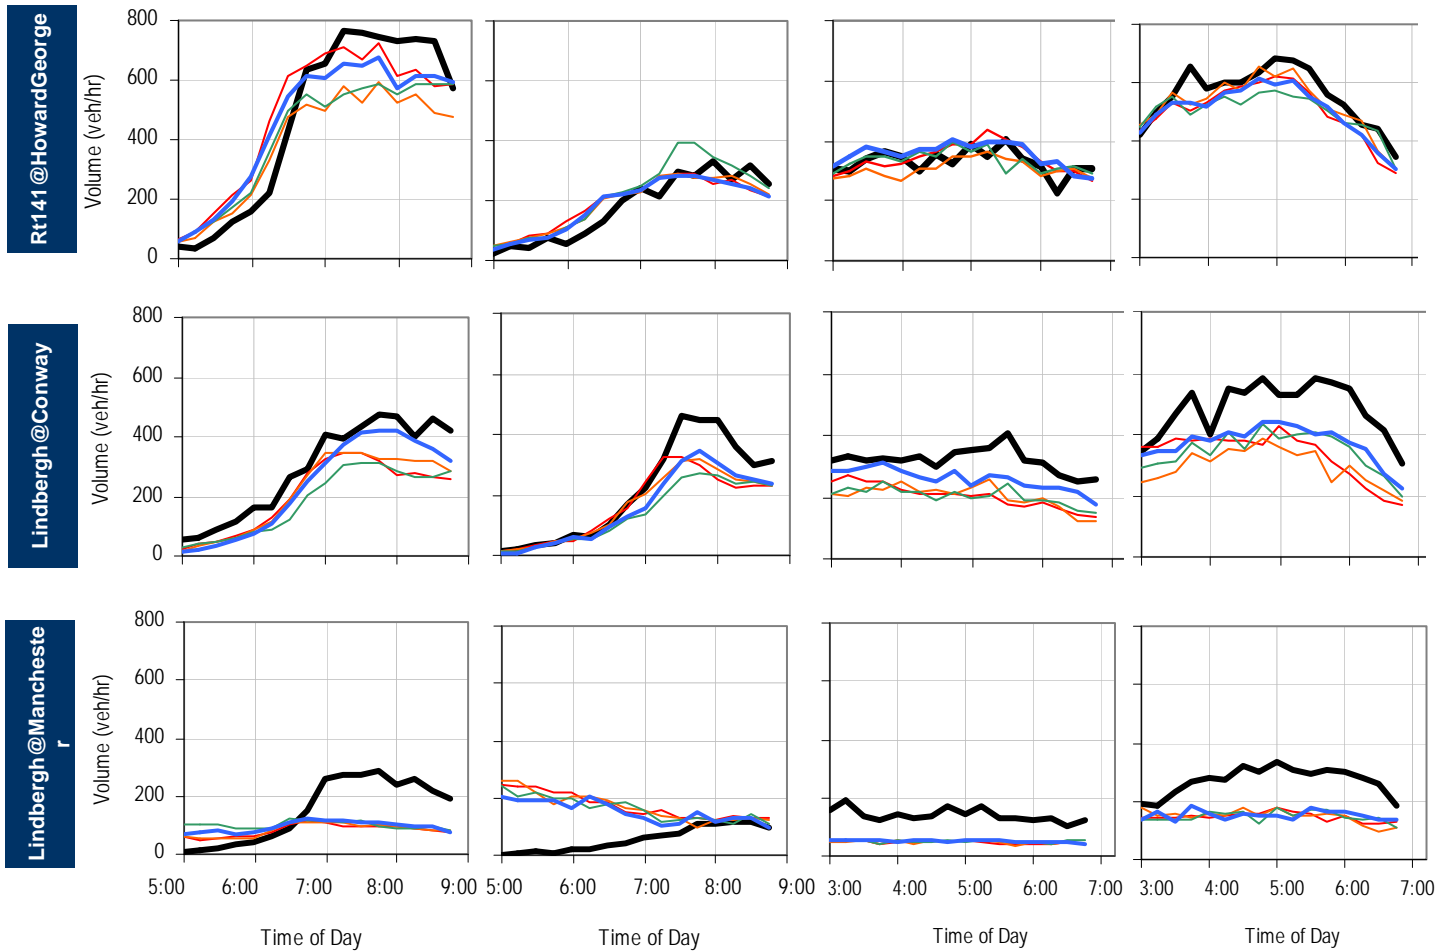 Rt141@HowardGeorge
Volume (veh/hr)
800
600
400
200
0
Lindbergh@Conway
Volume (veh/hr)
800
600
400
200
0
Lindbergh@Mancheste
r
Volume (veh/hr)
800
600
400
200
0
5:00 6:00 7:00 8:00 9:00 5:00 6:00 7:00 8:00 9:00 3:00 4:00 5:00 6:00 7:00 3:00 4:00 5:00 6:00 7:00
Time of Day Time of Day Time of Day Time of Day